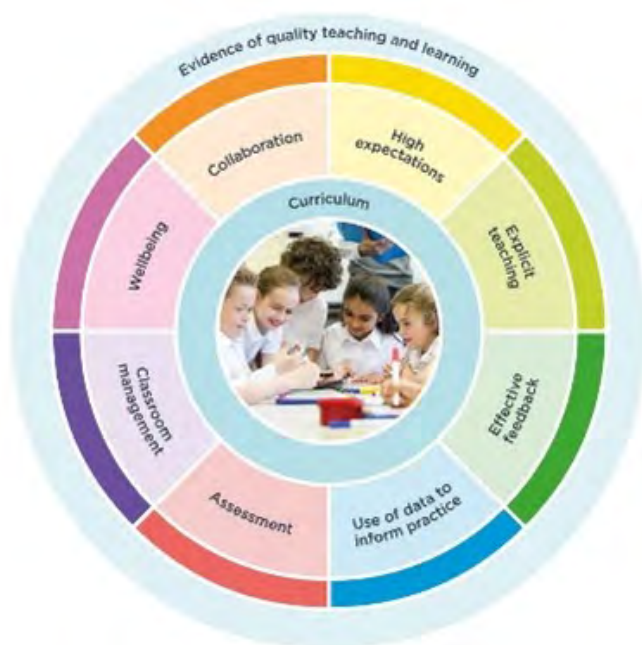 Evidence of quality teaching and learning
High
expectations
Explicit
teaching
Effective
feedback
Use of data to
inform practice
Assessment
Classroom
management
Wellbeing
Collaboration
Curriculum